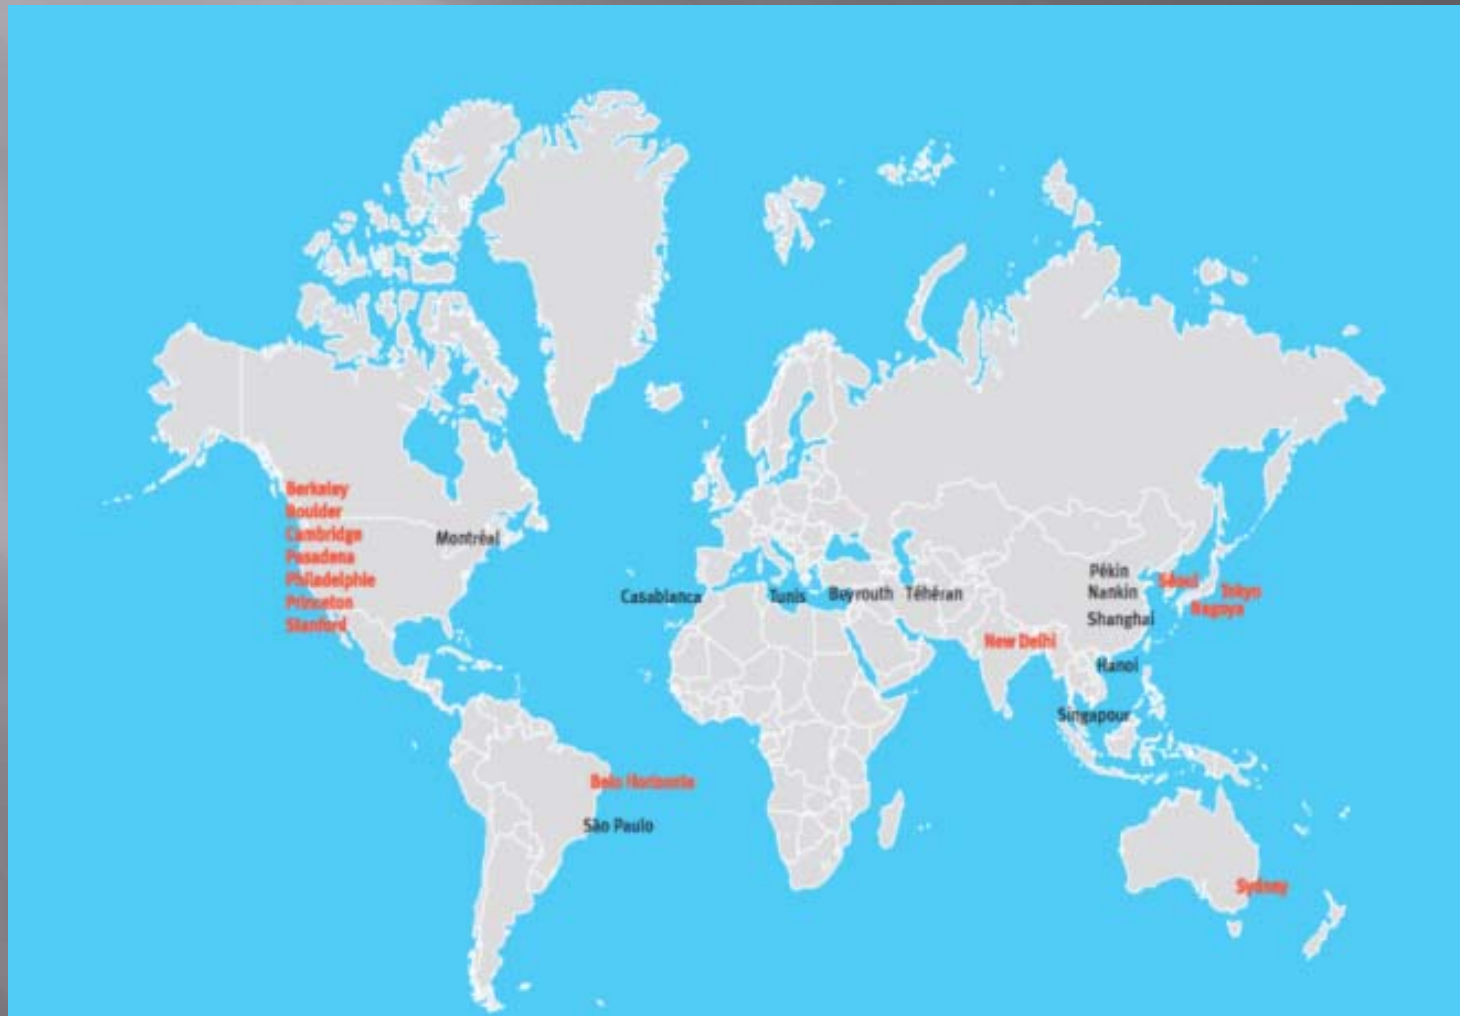 Berkeley
Boulder
Cambridge
Pasadena
Philadelphie
Princeton
Stanford
Montréal
Casablanca
Tunis
Beyrouth
Téhéran
Pékin
Nankin
Shanghai
Séoul
Tokyo
Nagoya
New Delhi
Hanoi
Singapour
Belo Horizonte
São Paulo
Sydney